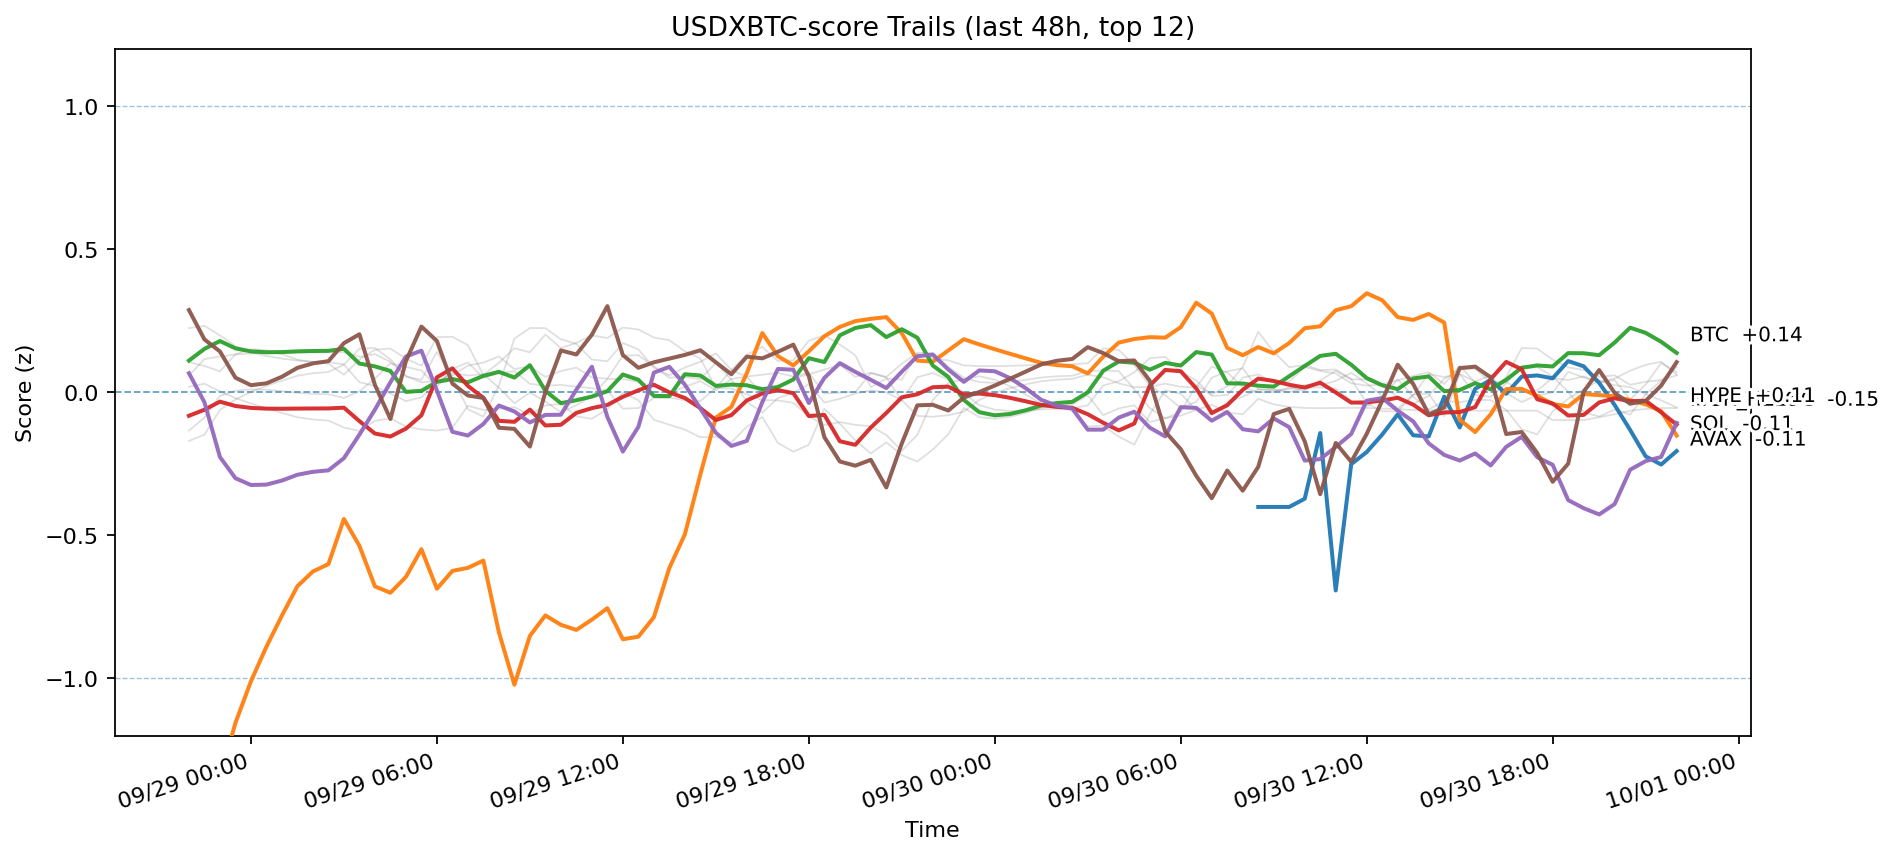 USDXBTC-score Trails (last 48h, top 12)
Score (z)
1.0
0.5
0.0
−0.5
−1.0
BTC +0.14
HYPE +0.11
-0.15
SOL -0.11
AVAX -0.11
09/29 00:00
09/29 06:00
09/29 12:00
09/29 18:00
09/30 00:00
09/30 06:00
09/30 12:00
09/30 18:00
10/01 00:00
Time